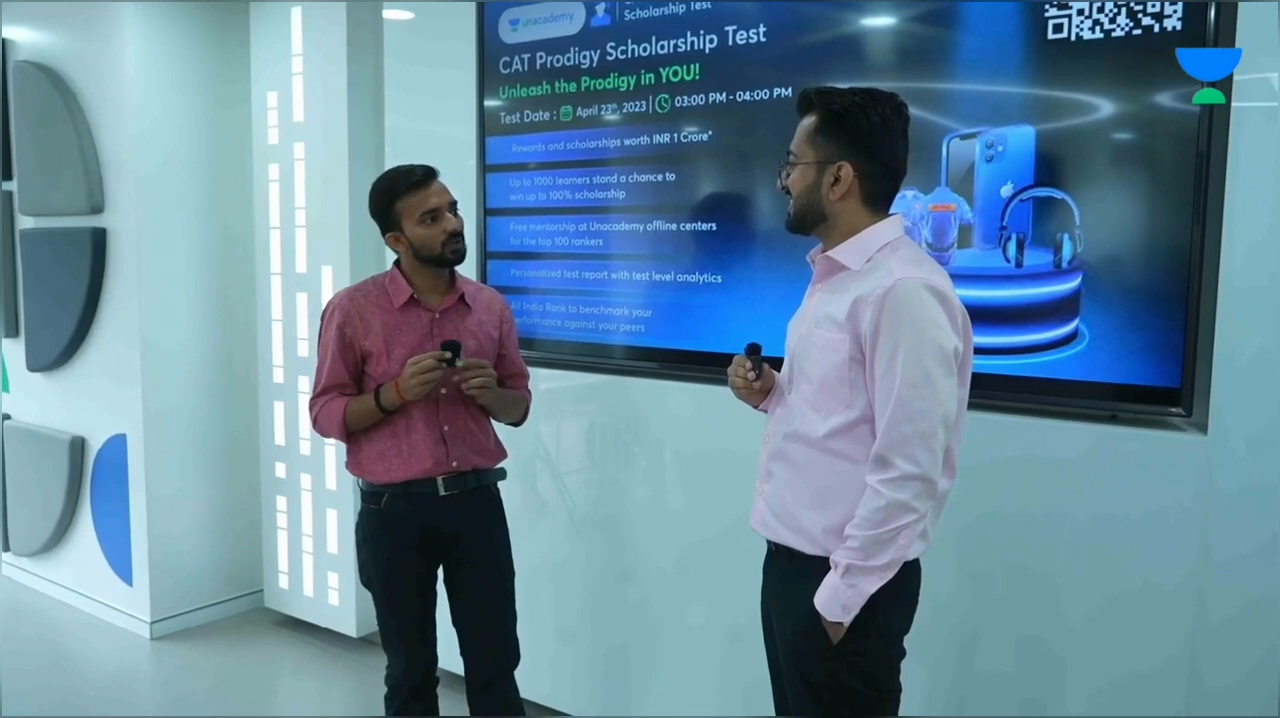 unacademy
Scholarship Test
CAT Prodigy Scholarship Test
Unleash the Prodigy in YOU!
Test Date : April 23th, 2023 | 03:00 PM - 04:00 PM
Rewords and scholarships worth INR 1 Crore*
Up to 1000 learners stand a chance to
win up to 100% scholarship
Free mentorship at Unacademy offline centers
for the top 100 rankers
Personalized test report with test level analytics
All India Rank to benchmark your
performance against your peers